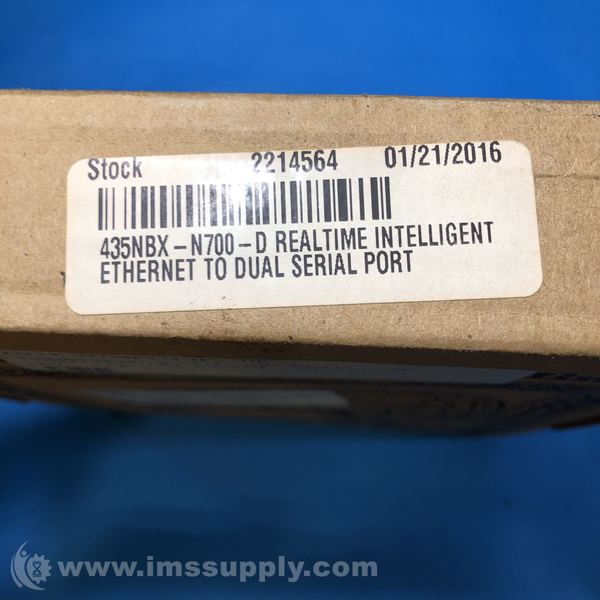 Stock 2214564 01/21/2016
435NBX-N700-D REALTIME INTELLIGENT
ETHERNET TO DUAL SERIAL PORT
www.imssupply.com